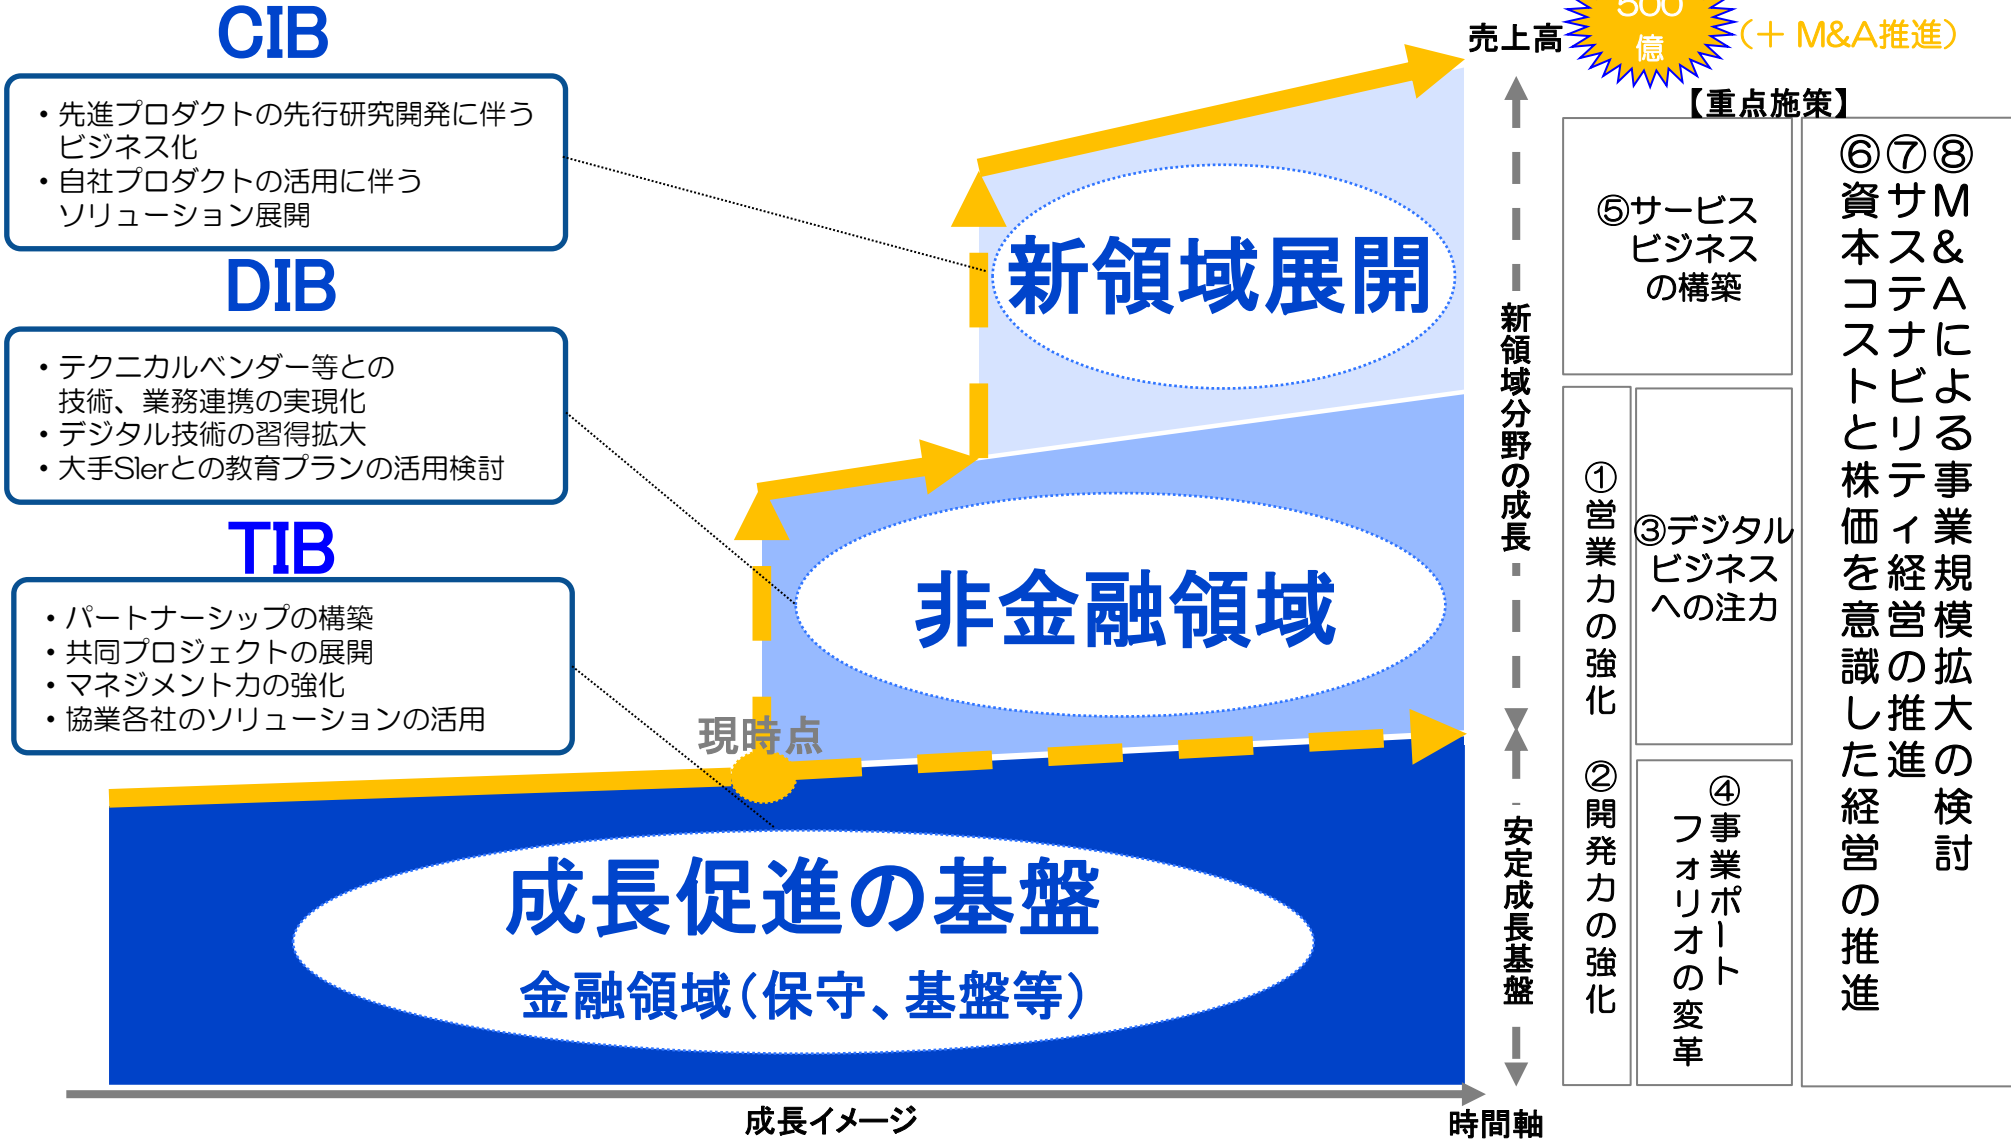 CIB
・先進プロダクトの先行研究開発に伴う
ビジネス化
・自社プロダクトの活用に伴う
ソリューション展開
DIB
・テクニカルベンダー等との
技術、業務連携の実現化
・デジタル技術の習得拡大
・大手SIerとの教育プランの活用検討
TIB
・パートナーシップの構築
・共同プロジェクトの展開
・マネジメント力の強化
・協業各社のソリューションの活用
現時点
新領域展開
非金融領域
成長促進の基盤
金融領域（保守、基盤等）
成長イメージ
時間軸
売上高
500
億
（＋ M&A推進）
新領域分野の成長
安定成長基盤
【重点施策】
⑤サービス
ビジネス
の構築
①営業力の強化
②開発力の強化
③デジタル
ビジネス
への注力
④事業ポート
フォリオの変革
⑧M&Aによる事業規模拡大の検討
⑦サステナビリティ経営の推進
⑥資本コストと株価を意識した経営の推進